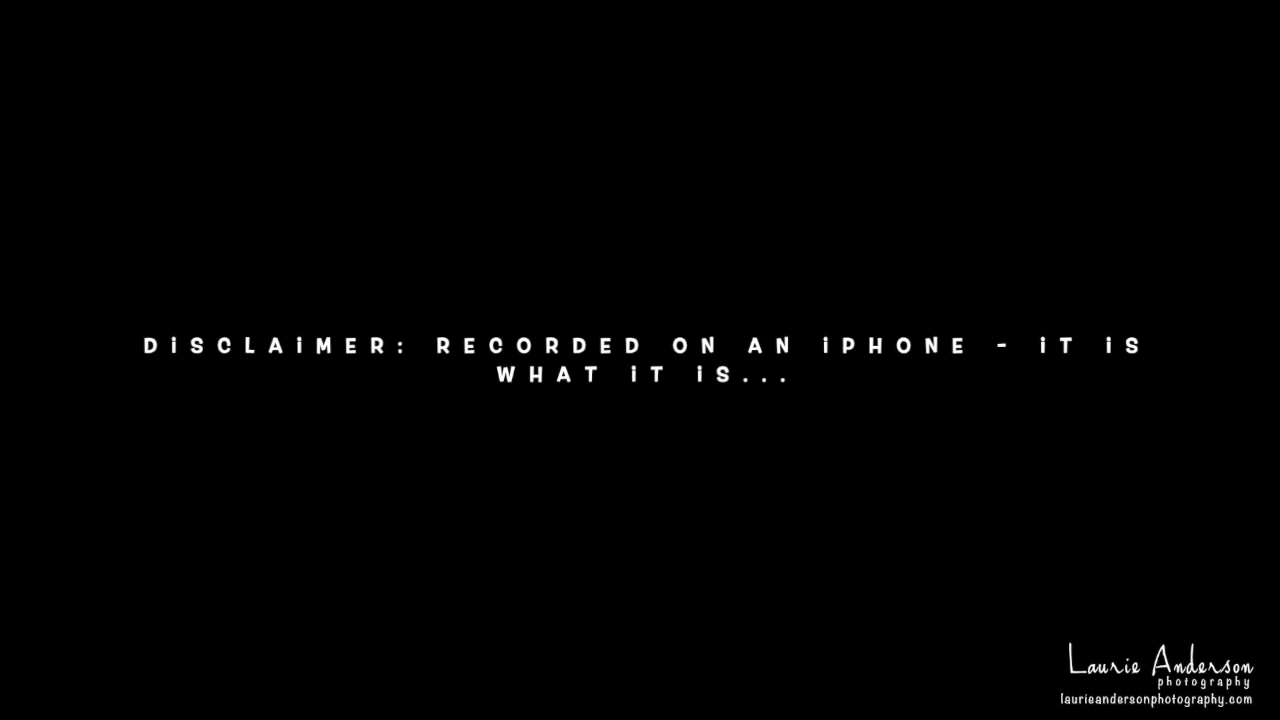 DiSCLAiMER: RECORDED ON AN iPHONE - iT iS
WHAT iT iS...
Laurie Anderson
photography
laurieandersonphotography.com